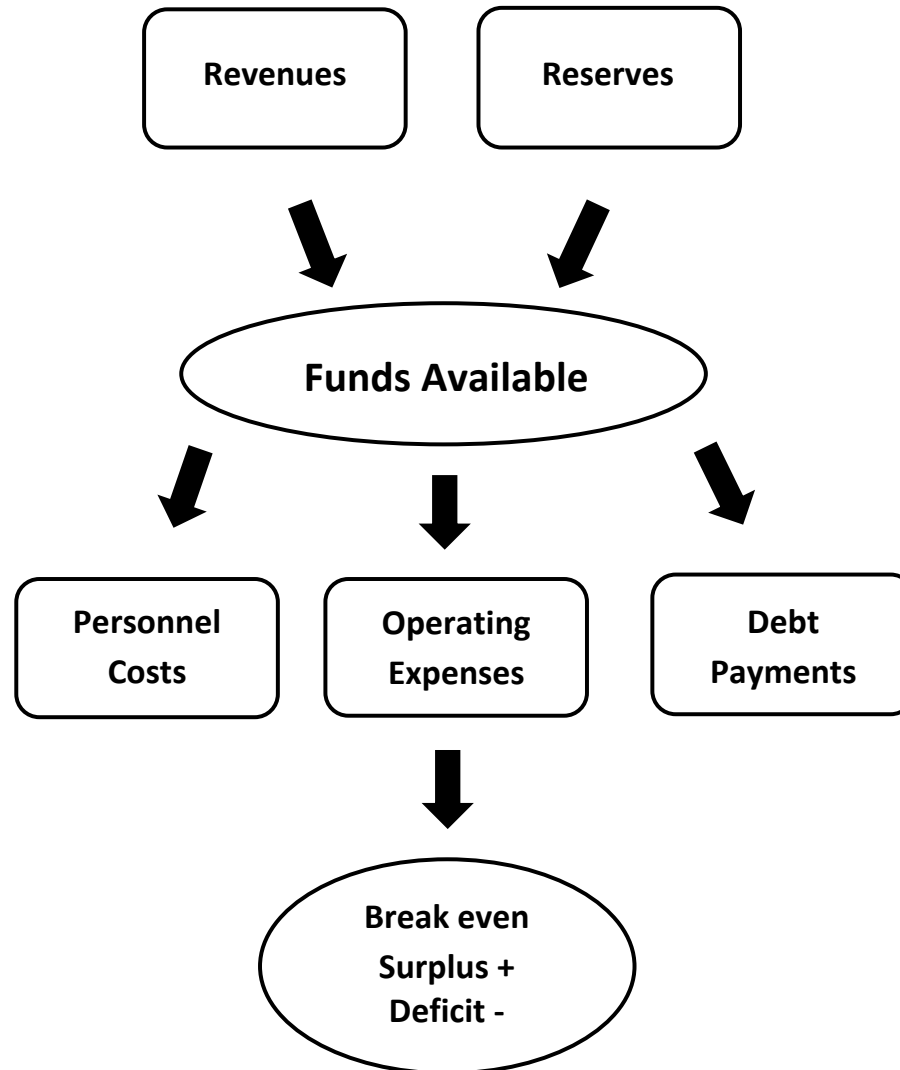 Revenues
Reserves
Funds Available
Personnel
Costs
Operating
Expenses
Debt
Payments
Break even
Surplus +
Deficit -